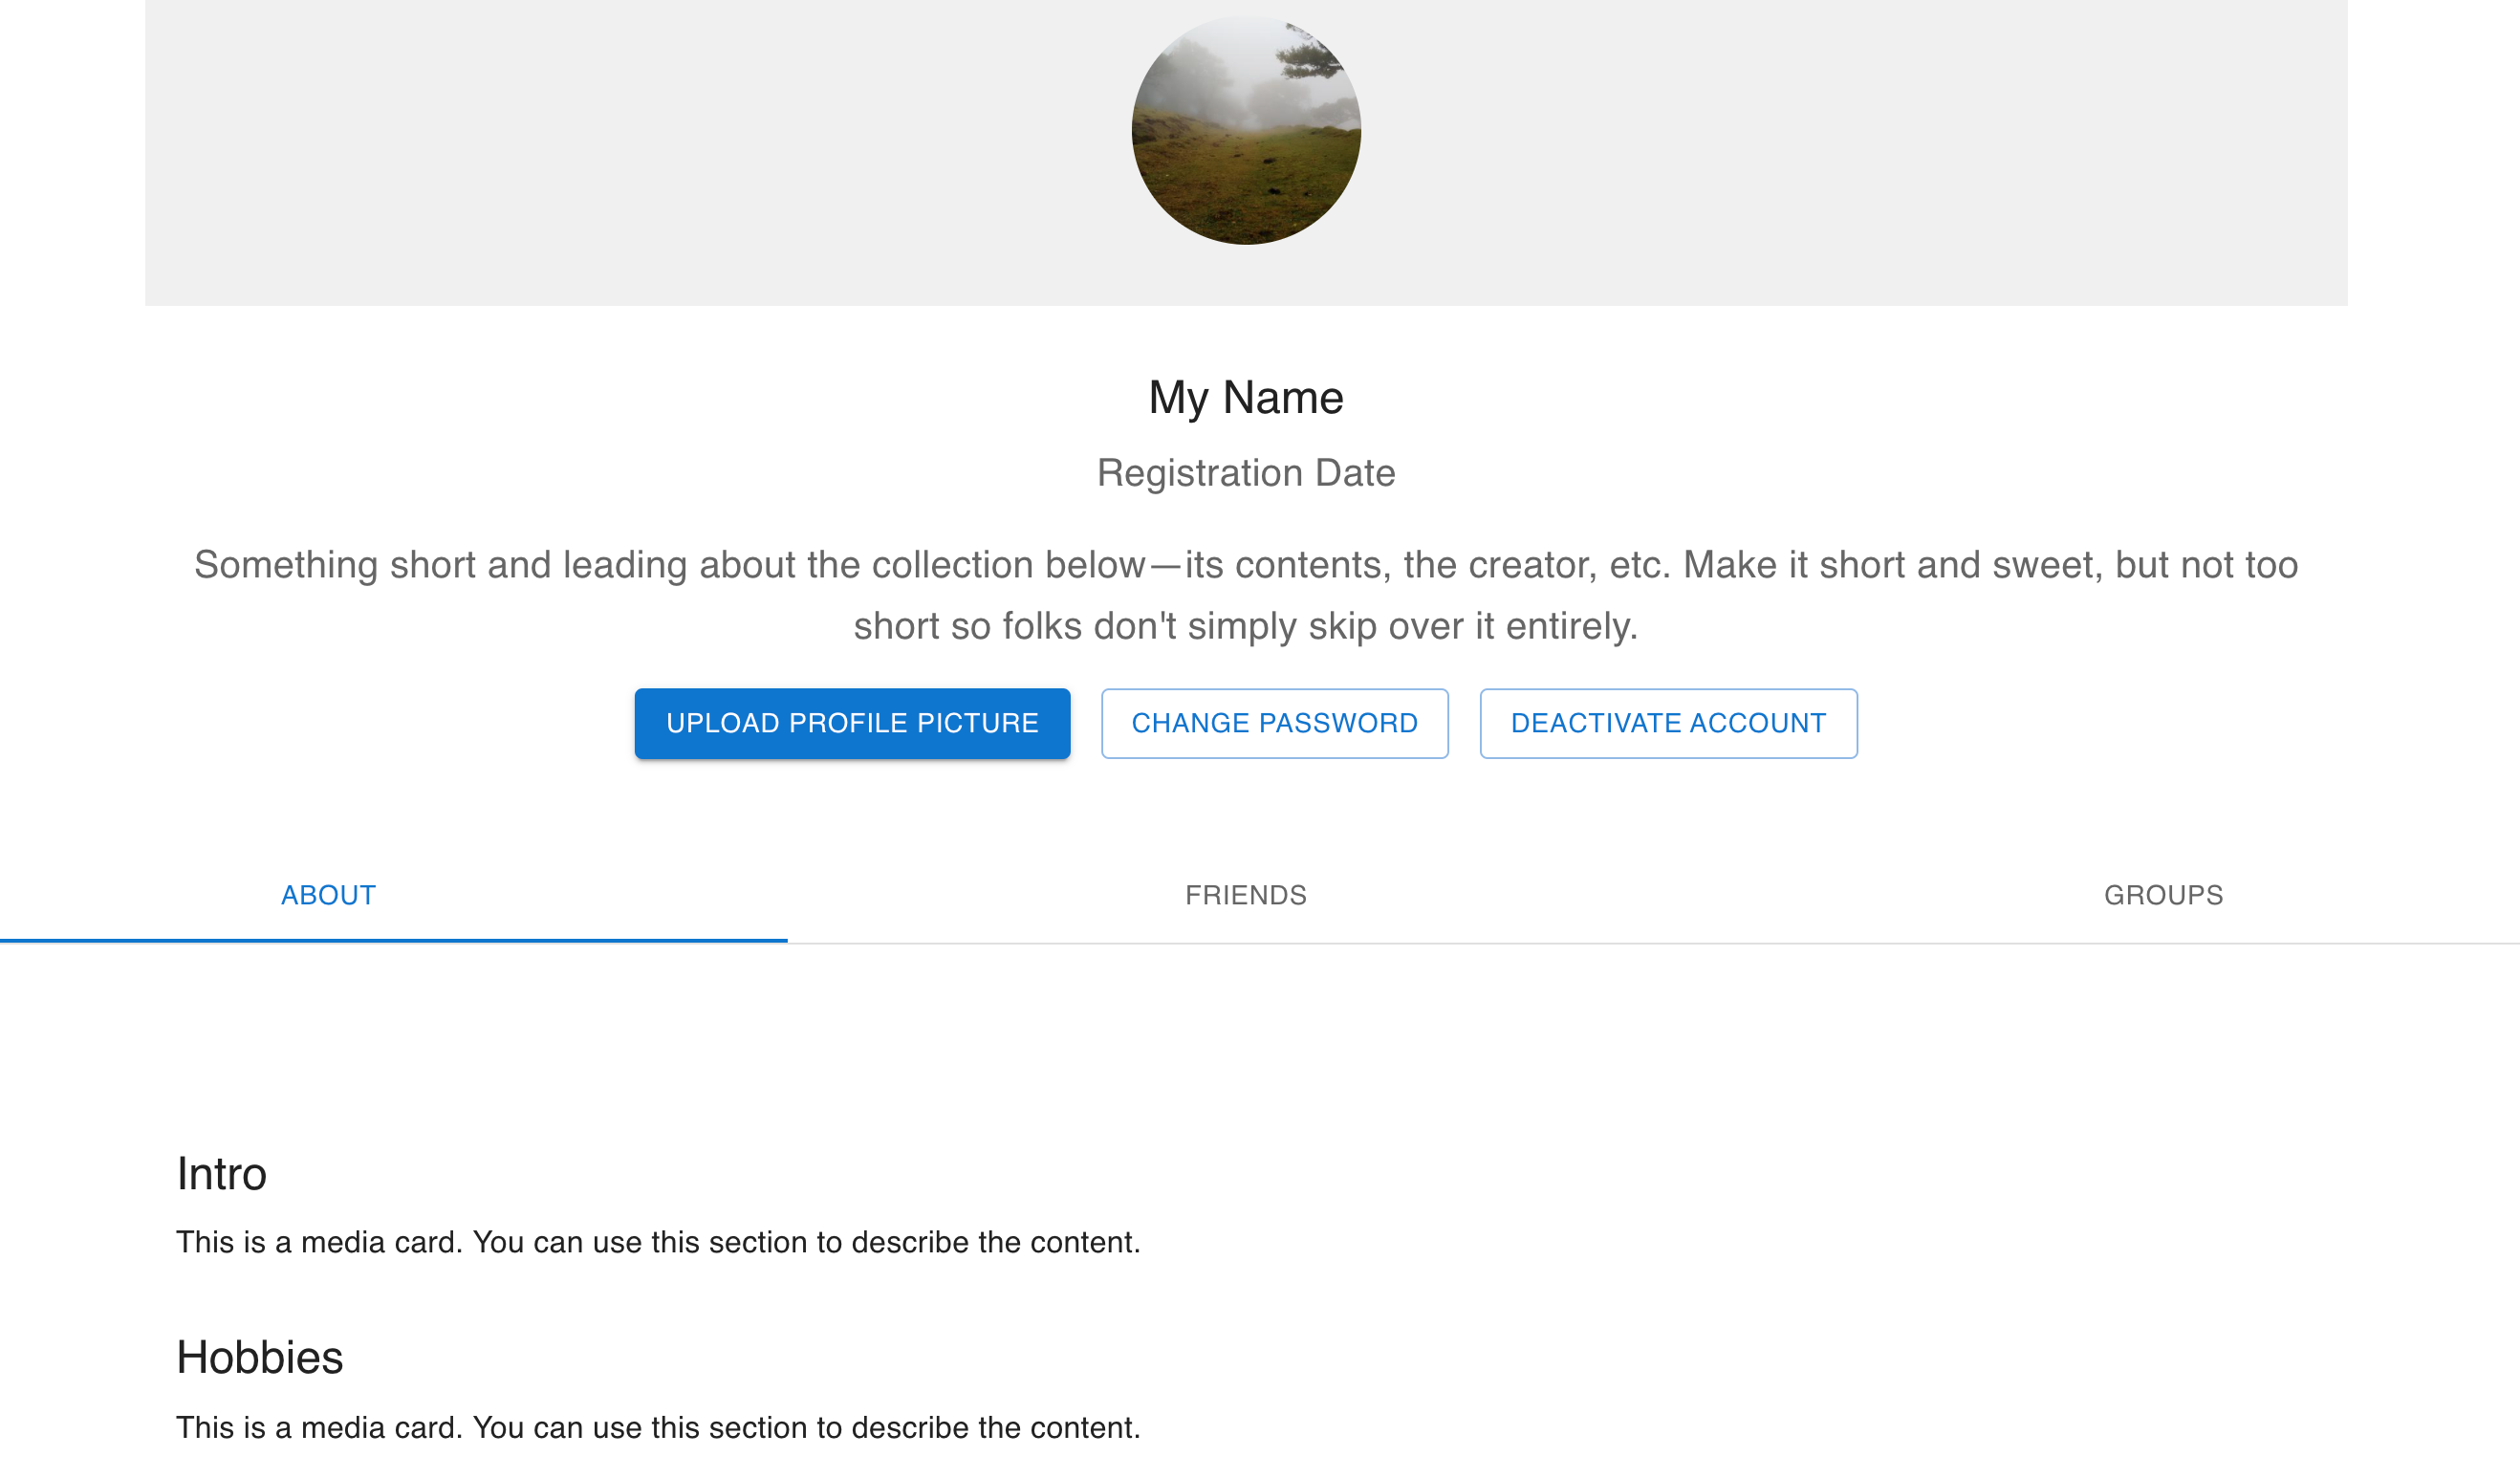 My Name
Registration Date
Something short and leading about the collection below—its contents, the creator, etc. Make it short and sweet, but not too
short so folks don't simply skip over it entirely.
UPLOAD PROFILE PICTURE CHANGE PASSWORD DEACTIVATE ACCOUNT
ABOUT FRIENDS GROUPS
Intro
This is a media card. You can use this section to describe the content.
Hobbies
This is a media card. You can use this section to describe the content.